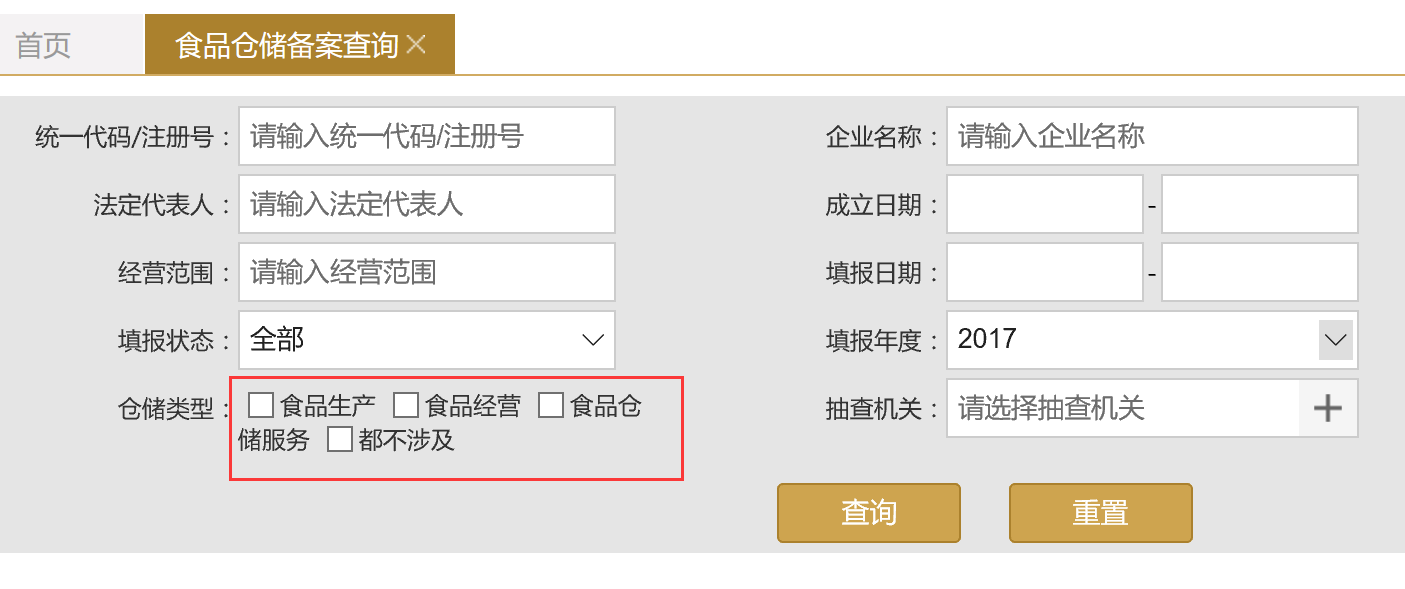 首页 食品仓储备案查询
统一代码/注册号： 请输入统一代码/注册号 企业名称： 请输入企业名称
法定代表人： 请输入法定代表人 成立日期： -
经营范围： 请输入经营范围 填报日期： -
填报状态： 全部 填报年度： 2017
仓储类型： 食品生产 食品经营 食品仓 抽查机关： 请选择抽查机关
储服务 都不涉及
查询 重置